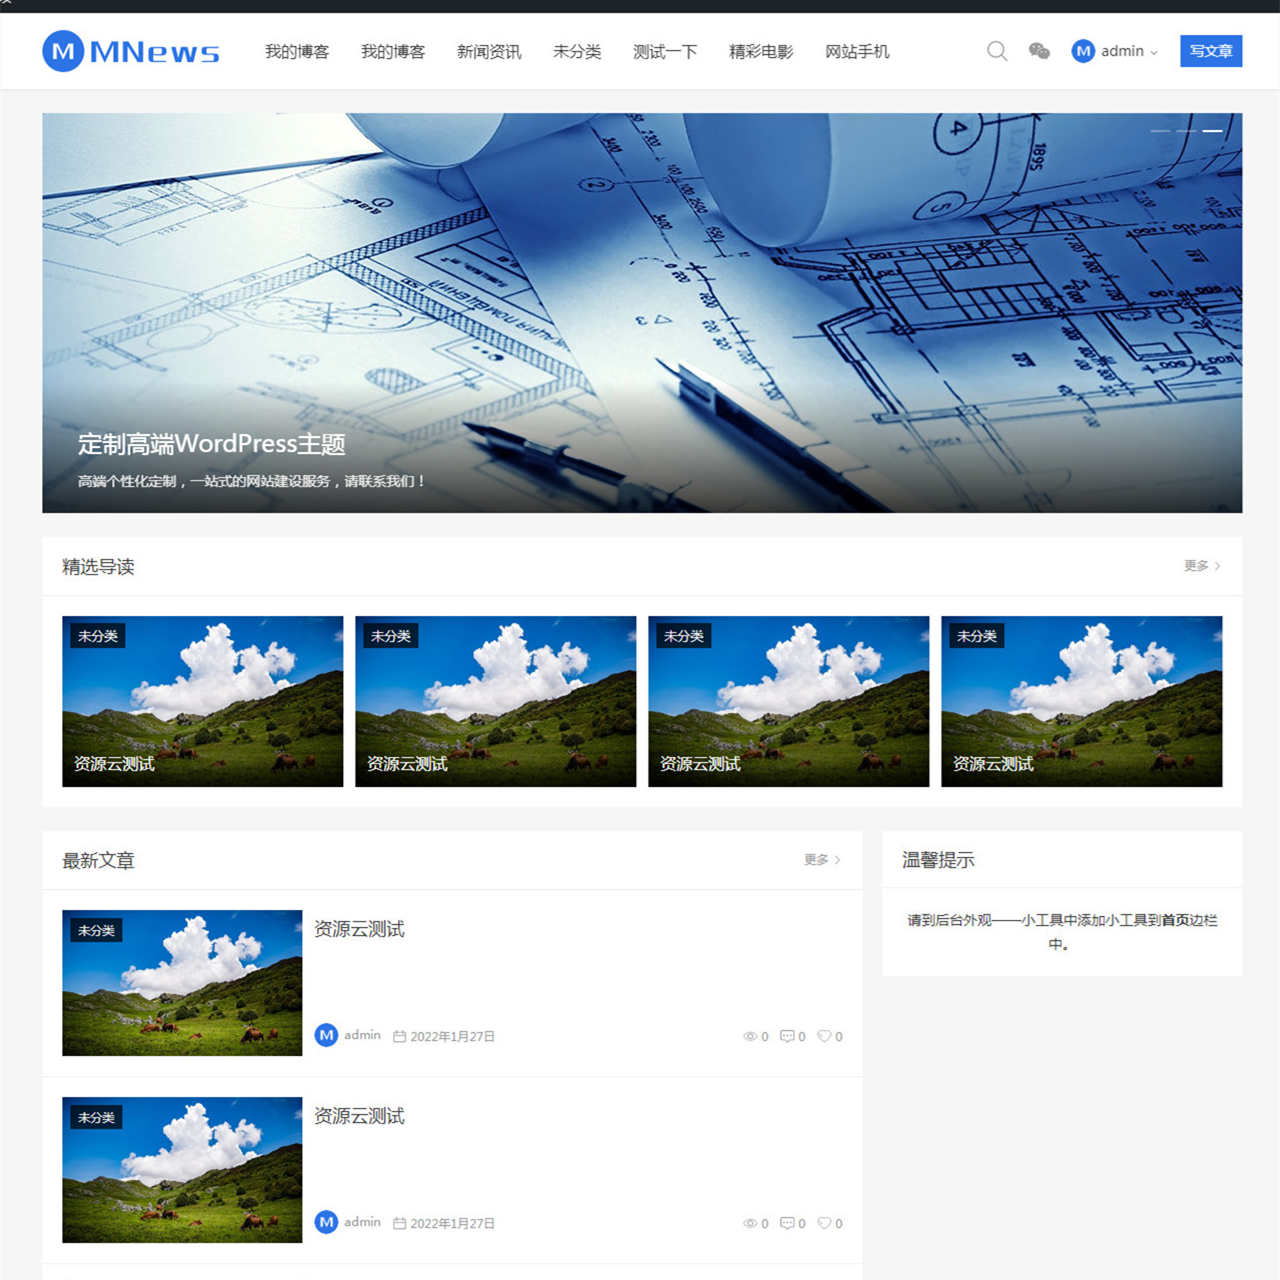 MNews
我的博客 我的博客 新闻资讯 未分类 测试一下 精彩电影 网站手机
admin 写文章
定制高端WordPress主题
高端个性化定制，一站式的网站建设服务，请联系我们！
精选导读 更多
未分类 未分类 未分类 未分类
资源云测试 资源云测试 资源云测试 资源云测试
最新文章 更多
未分类
资源云测试
admin 2022年1月27日 0 0 0
未分类
资源云测试
admin 2022年1月27日 0 0 0
温馨提示
请到后台外观——小工具中添加小工具到首页边栏
中。